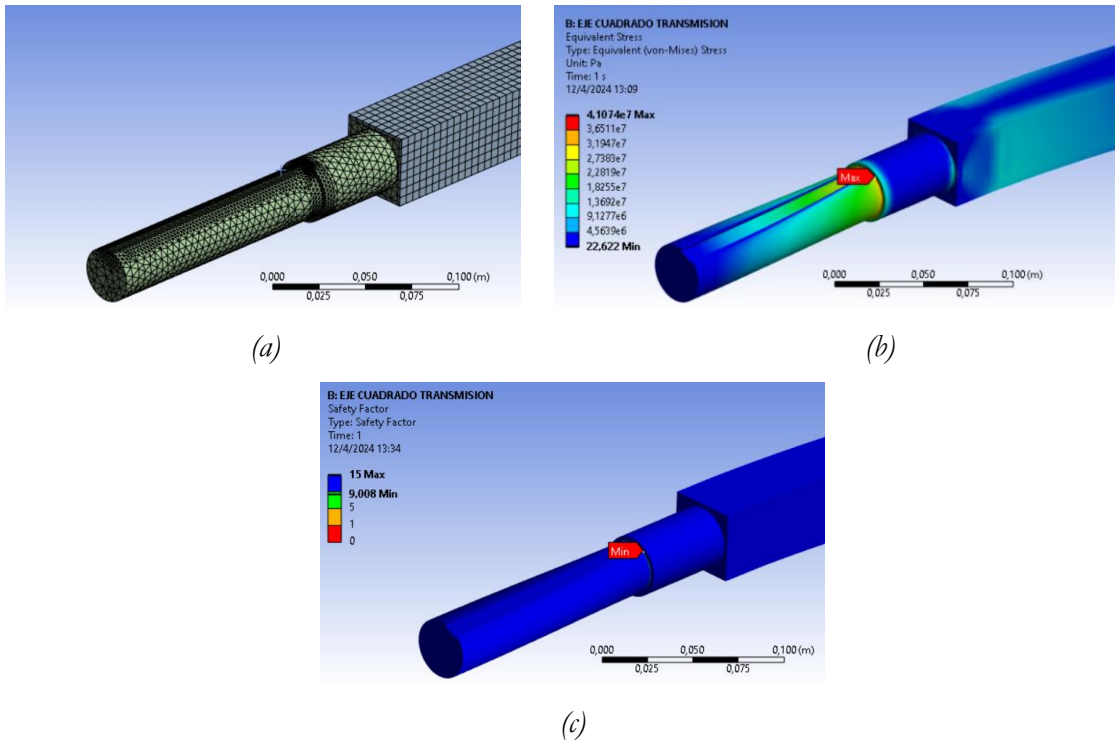 0,000
0,050
0,100 (m)
0,025
0,075
(a)
B: EJE CUADRADO TRANSMISION
Equivalent Stress
Type: Equivalent (von-Mises) Stress
Unit: Pa
Time: 1 s
12/4/2024 13:09
4,1074e7 Max
3,6511e7
3,1947e7
2,7383e7
2,2819e7
1,8255e7
1,3692e7
9,1277e6
4,5639e6
22,622 Min
Max
0,000
0,050
0,100 (m)
0,025
0,075
(b)
B: EJE CUADRADO TRANSMISION
Safety Factor
Type: Safety Factor
Time: 1
12/4/2024 13:34
15 Max
9,008 Min
5
1
0
Min
0,000
0,050
0,100 (m)
0,025
0,075
(c)